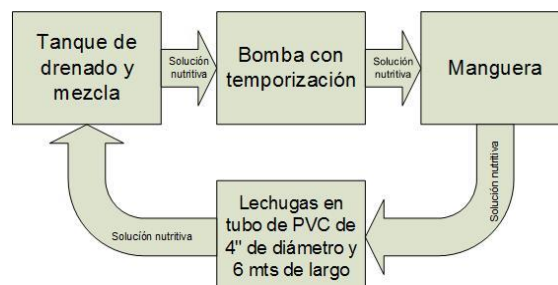 Tanque de
drenado y
mezcla
Solución
nutritiva
Bomba con
temporización
Solución
nutritiva
Manguera
Solución nutritiva
Lechugas en
tubo de PVC de
4" de diámetro y
6 mts de largo
Solución nutritiva